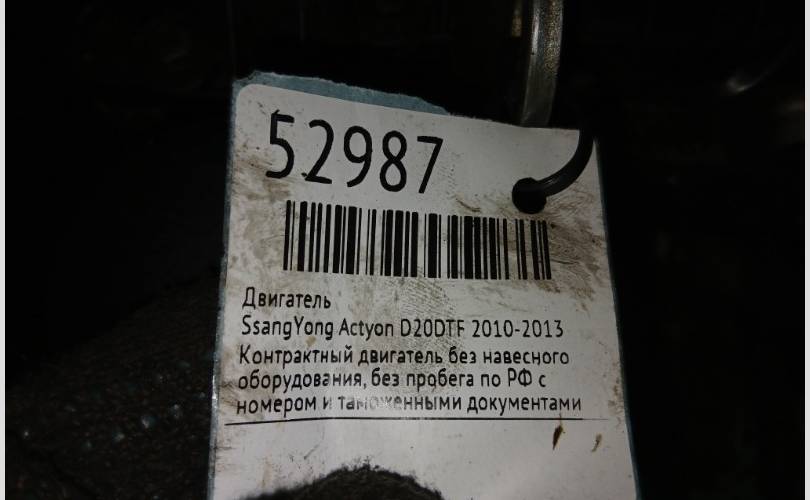 52987
Двигатель
SsangYong Actyon D20DTF 2010-2013
Контрактный двигатель без навесного
оборудования, без пробега по РФ с
номером и таможенными документами